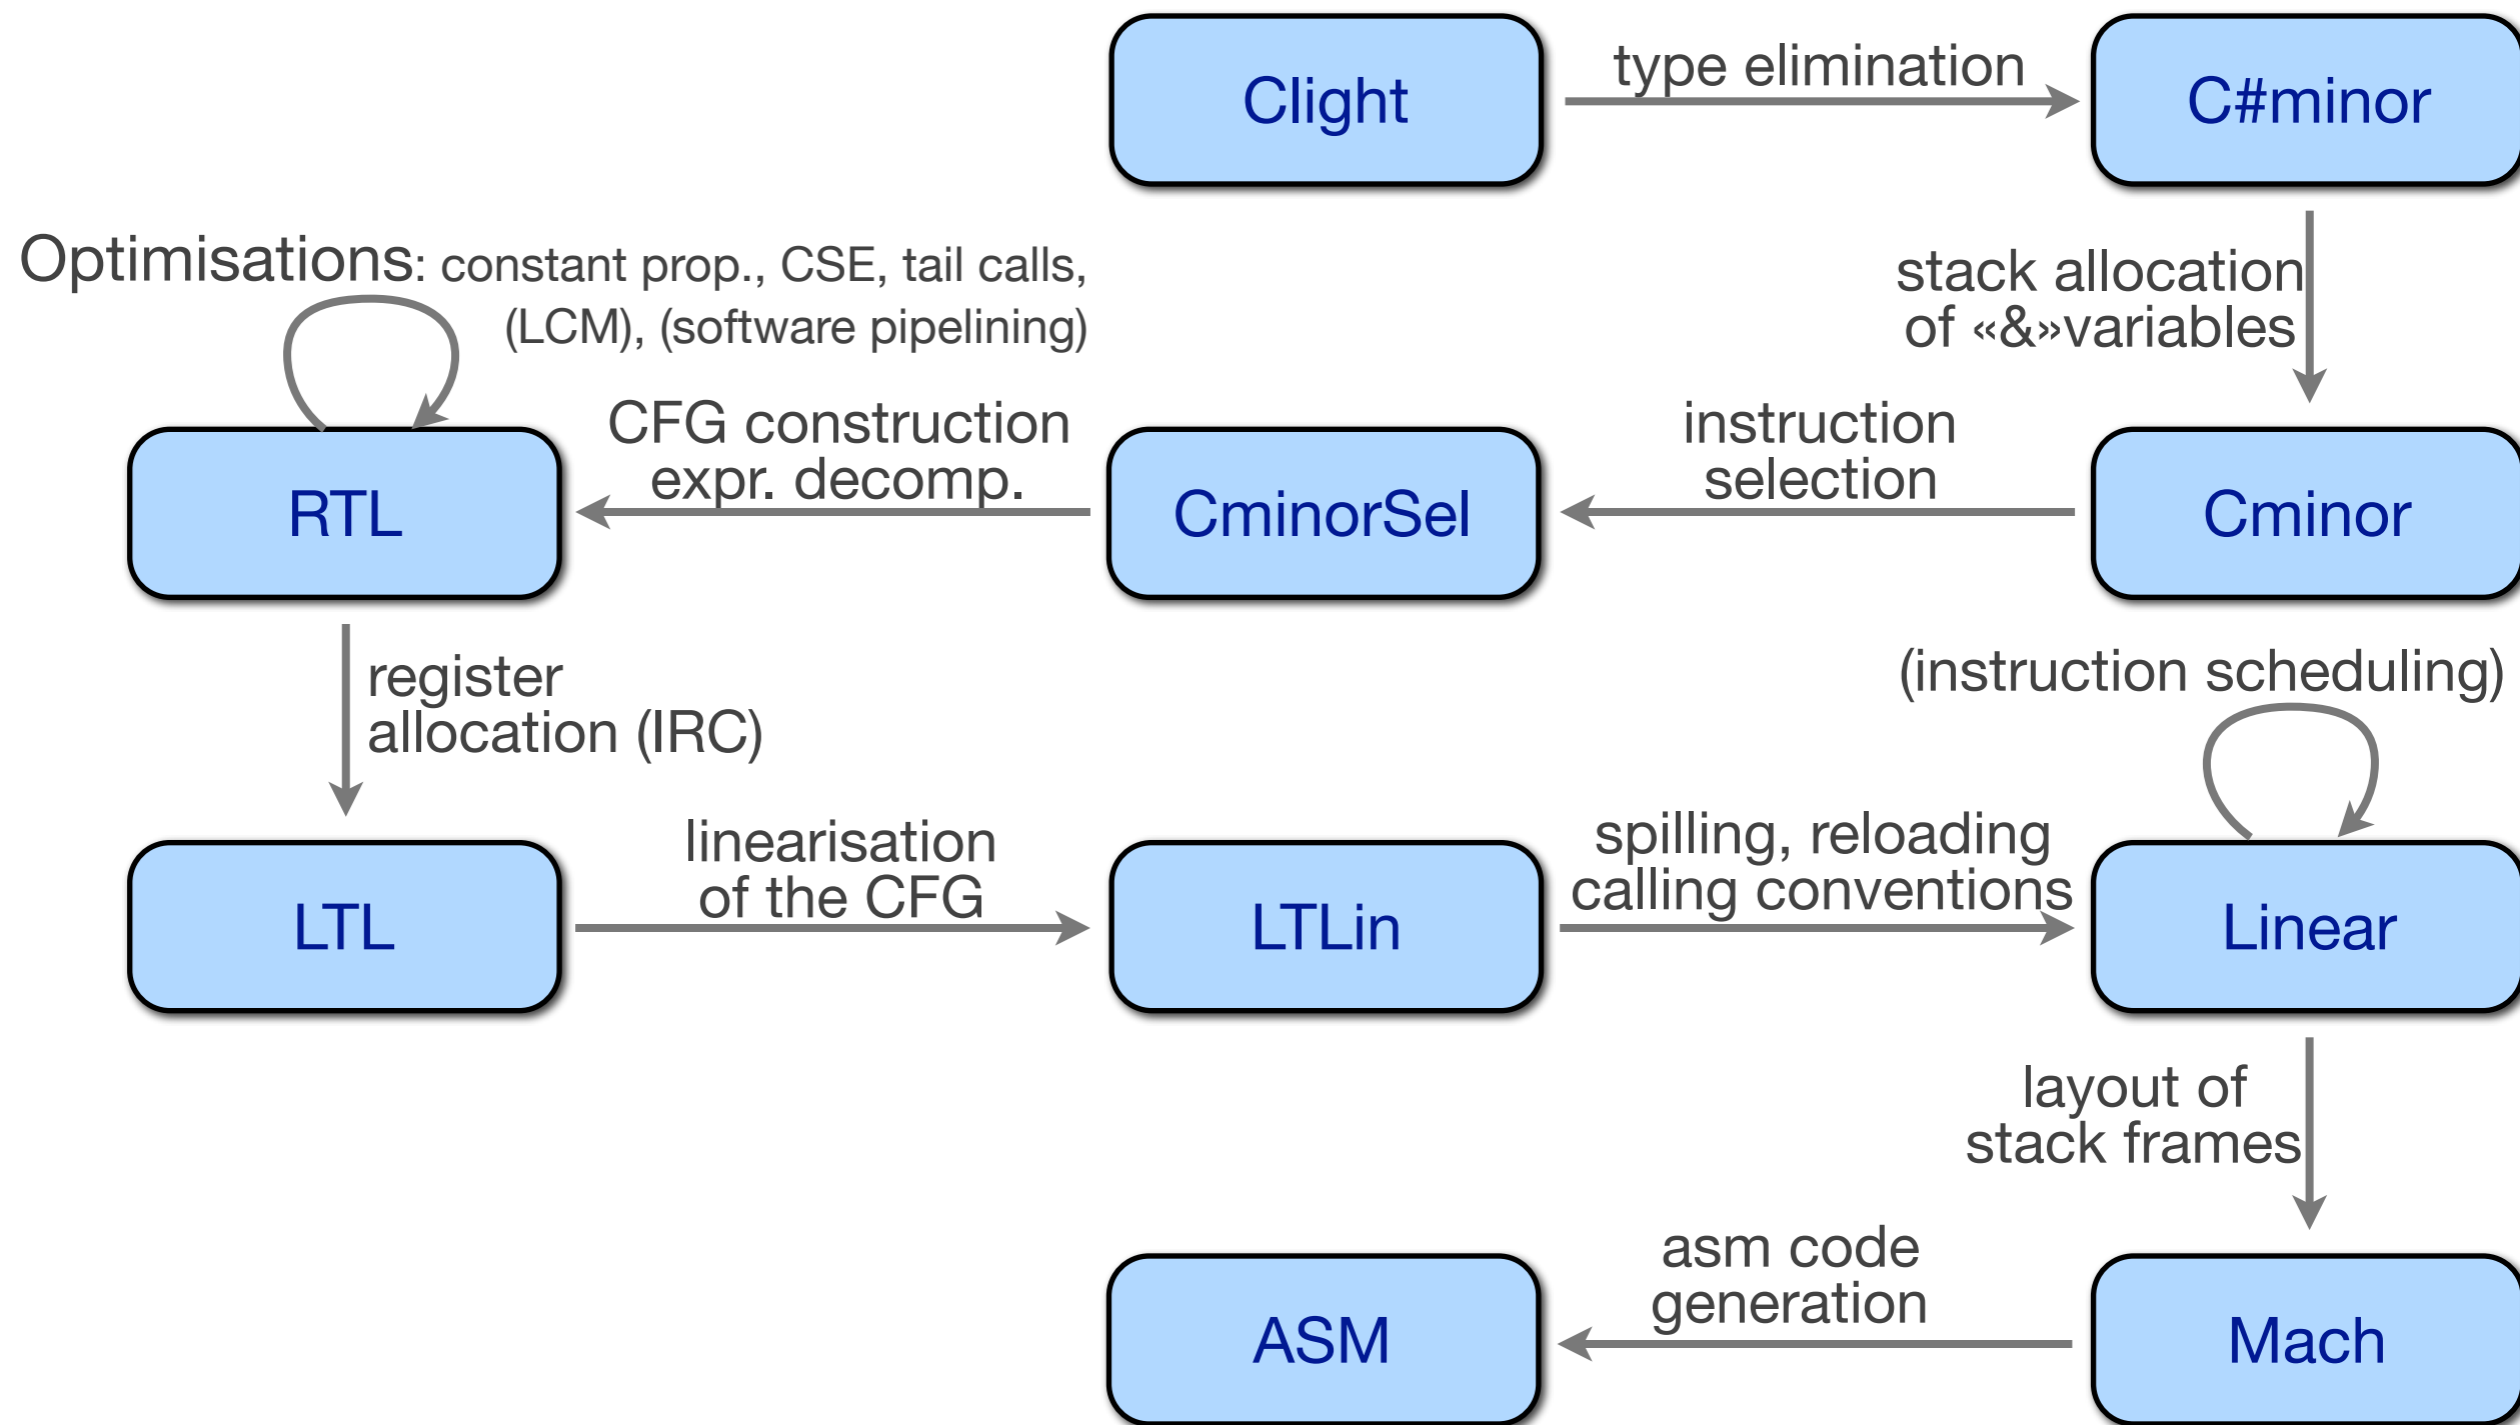 Clight
type elimination
C#minor
stack allocation
of «&»variables
Optimisations: constant prop., CSE, tail calls,
(LCM), (software pipelining)
RTL
CFG construction
expr. decomp.
CminorSel
instruction
selection
Cminor
register
allocation (IRC)
(instruction scheduling)
LTL
linearisation
of the CFG
LTLin
spilling, reloading
calling conventions
Linear
layout of
stack frames
ASM
asm code
generation
Mach